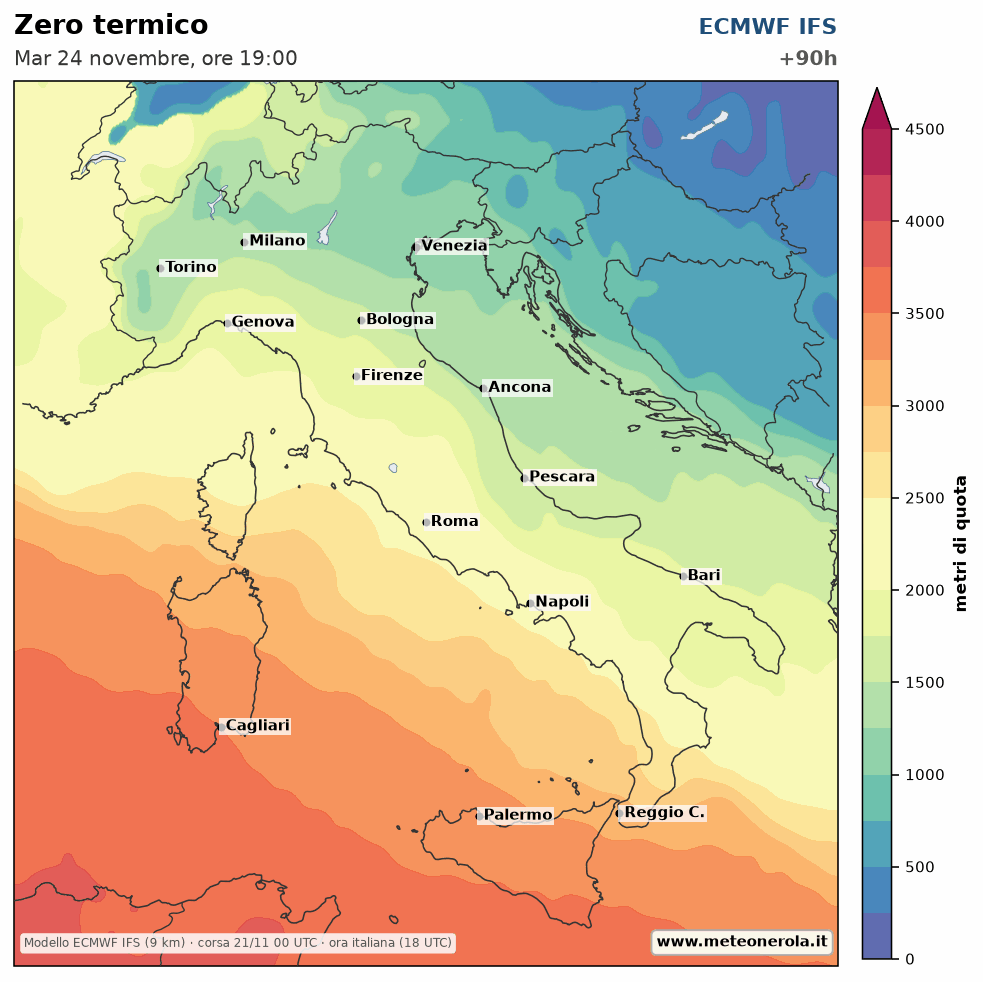 Zero termico
ECMWF IFS
Mar 24 novembre, ore 19:00
+90h
Milano
Venezia
Torino
Genova
Bologna
Firenze
Ancona
Pescara
Roma
Bari
Napoli
Cagliari
Palermo
Reggio C.
4500
4000
3500
3000
2500
2000
1500
1000
500
0
metri di quota
Modello ECMWF IFS (9 km) · corsa 21/11 00 UTC · ora italiana (18 UTC)
www.meteonerola.it